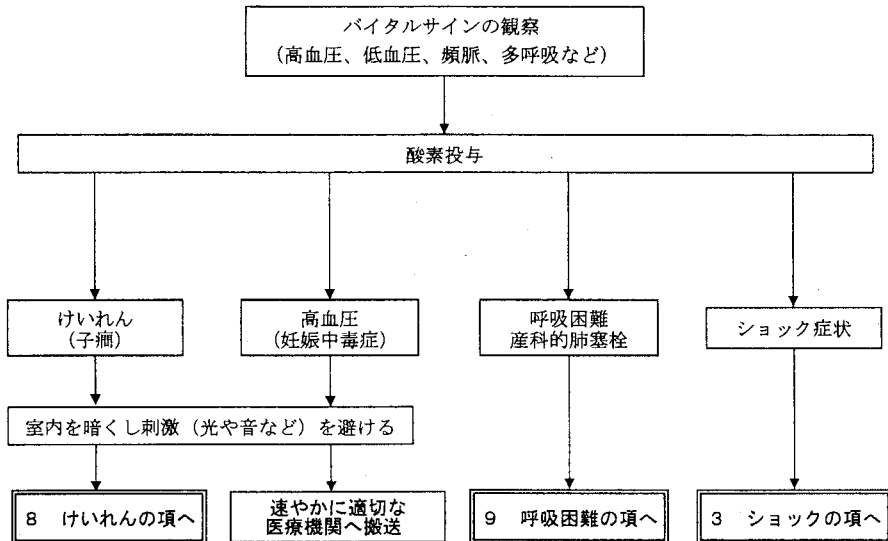 バイタルサインの観察
（高血圧、低血圧、頻脈、多呼吸など）
酸素投与
けいれん
（子癇）
高血圧
（妊娠中毒症）
呼吸困難
産科的肺塞栓
ショック症状
室内を暗くし刺激（光や音など）を避ける
8　けいれんの項へ
速やかに適切な
医療機関へ搬送
9　呼吸困難の項へ
3　ショックの項へ